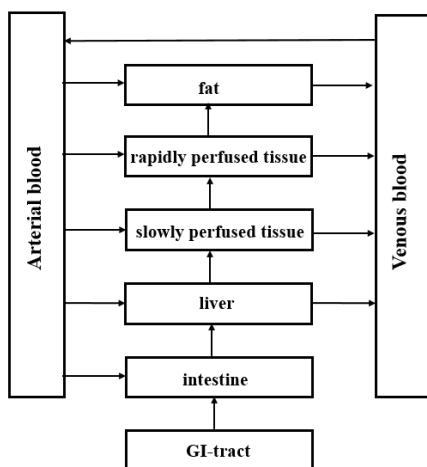 Arterial blood
fat
rapidly perfused tissue
slowly perfused tissue
liver
intestine
GI-tract
Venous blood